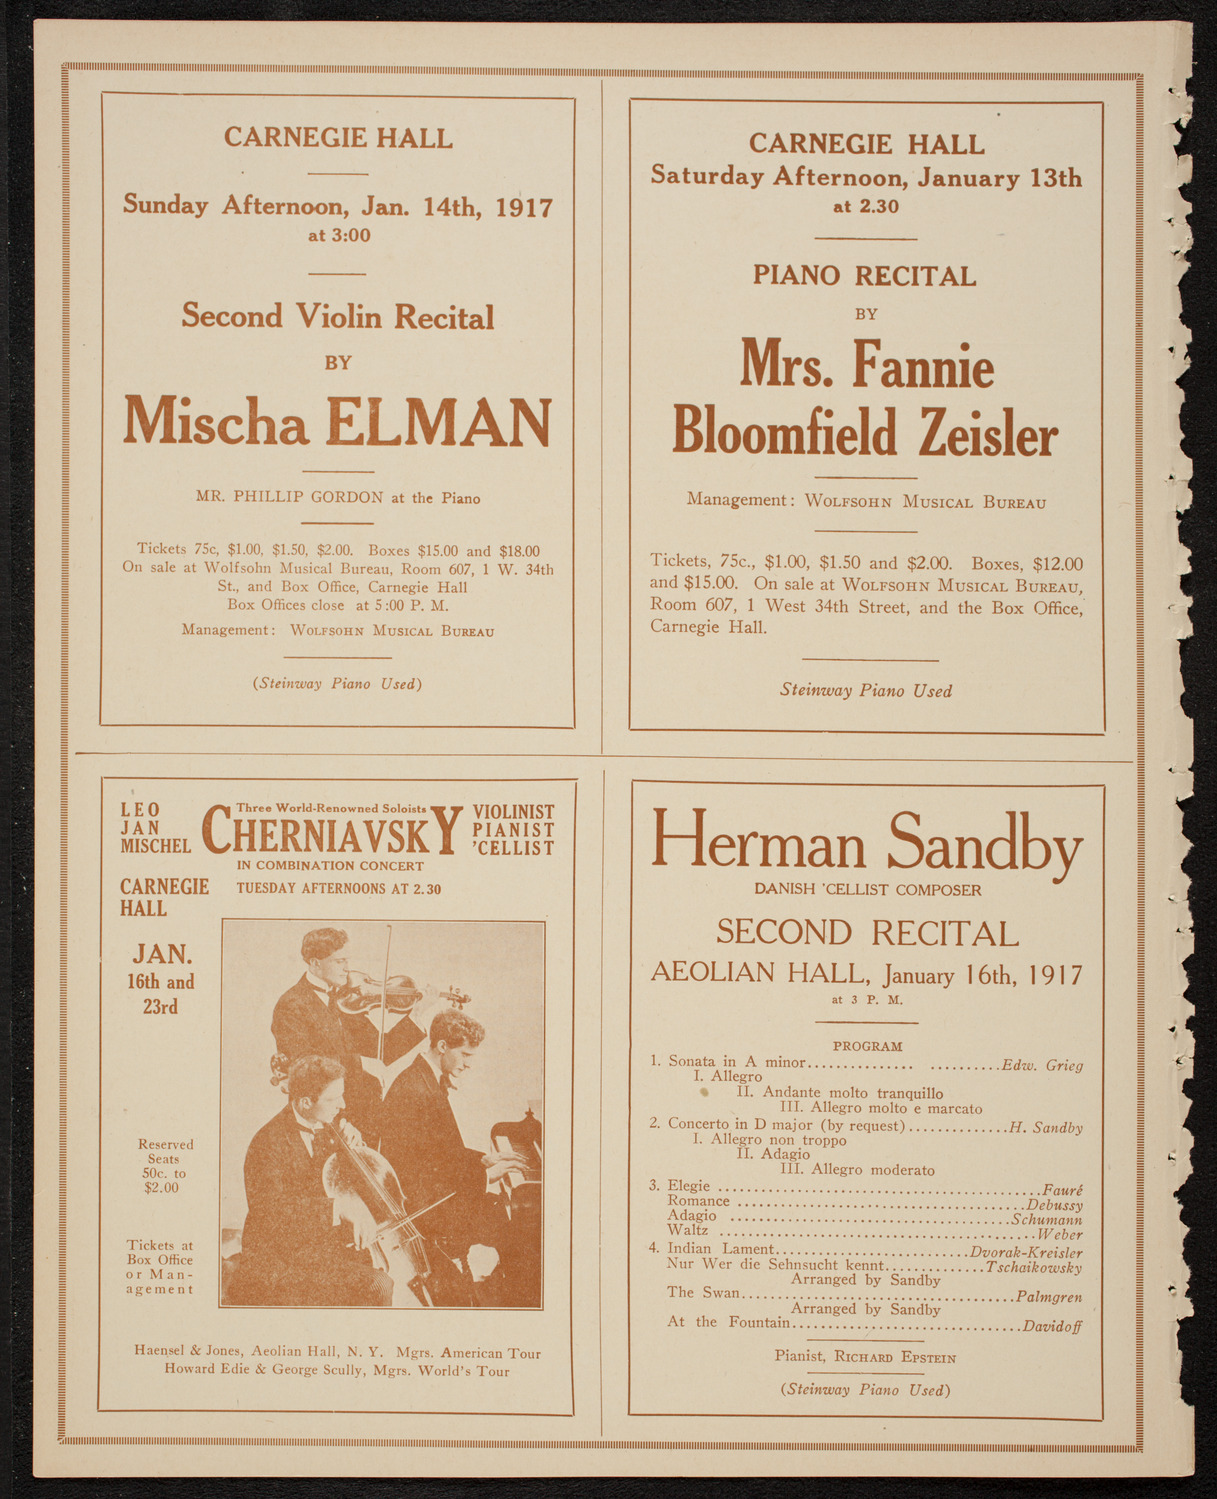 CARNEGIE HALL
Sunday Afternoon, Jan. 14th, 1917
at 3:00
Second Violin Recital
BY
Mischa ELMAN
MR. PHILLIP GORDON at the Piano
Tickets 75c, $1.00, $1.50, $2.00. Boxes $15.00 and $18.00
On sale at Wolfsohn Musical Bureau, Room 607, 1 W. 34th
St., and Box Office, Carnegie Hall
Box Offices close at 5:00 P. M.
Management: WOLFSOHN MUSICAL BUREAU
(Steinway Piano Used)
CARNEGIE HALL
Saturday Afternoon, January 13th
at 2.30
PIANO RECITAL
BY
Mrs. Fannie
Bloomfield Zeisler
Management: WOLFSOHN MUSICAL BUREAU
Tickets, 75c., $1.00, $1.50 and $2.00. Boxes, $12.00
and $15.00. On sale at WOLFSOHN MUSICAL BUREAU,
Room 607, 1 West 34th Street, and the Box Office,
Carnegie Hall.
Steinway Piano Used
LEO
JAN
MISCHEL
Three World-Renowned Soloists
CHERNIAVSKY
IN COMBINATION CONCERT
VIOLINIST
PIANIST
'CELLIST
CARNEGIE
HALL
TUESDAY AFTERNOONS AT 2.30
JAN.
16th and
23rd
Reserved
Seats
50c. to
$2.00
Tickets at
Box Office
or Man-
agement
Haensel & Jones, Aeolian Hall, N. Y. Mgrs. American Tour
Howard Edie & George Scully, Mgrs. World's Tour
Herman Sandby
DANISH 'CELLIST COMPOSER
SECOND RECITAL
AEOLIAN HALL, January 16th, 1917
at 3 P. M.
PROGRAM
1. Sonata in A minor............... ..........Edw. Grieg
I. Allegro
II. Andante molto tranquillo
III. Allegro molto e marcato
2. Concerto in D major (by request)..............H. Sandby
I. Allegro non troppo
II. Adagio
III. Allegro moderato
3. Elegie ............................................Fauré
Romance .......................................Debussy
Adagio ......................................Schumann
Waltz ...........................................Weber
4. Indian Lament..........................Dvorak-Kreisler
Nur Wer die Sehnsucht kennt..............Tschaikowsky
Arranged by Sandby
The Swan.....................................Palmgren
Arranged by Sandby
At the Fountain...............................Davidoff
Pianist, RICHARD EPSTEIN
(Steinway Piano Used)